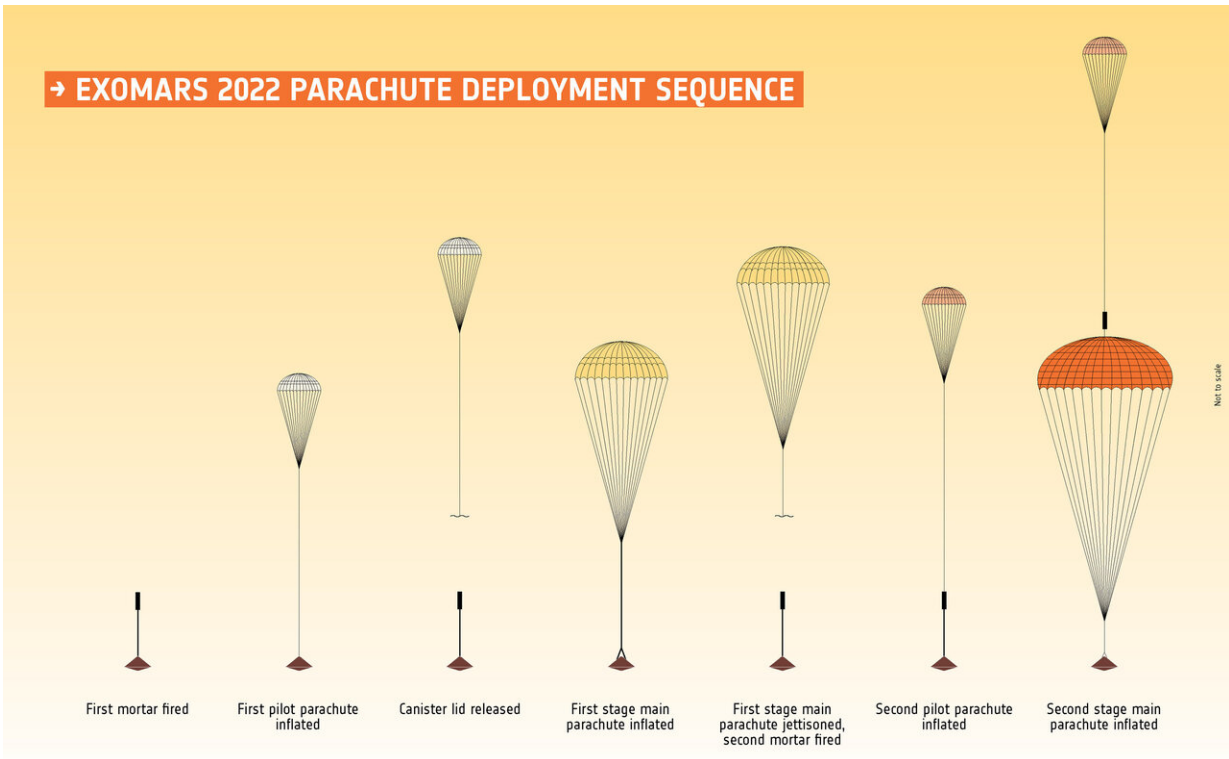 → EXOMARS 2022 PARACHUTE DEPLOYMENT SEQUENCE
Not to scale
First mortar fired
First pilot parachute
inflated
Canister lid released
First stage main
parachute inflated
First stage main
parachute jettisoned,
second mortar fired
Second pilot parachute
inflated
Second stage main
parachute inflated